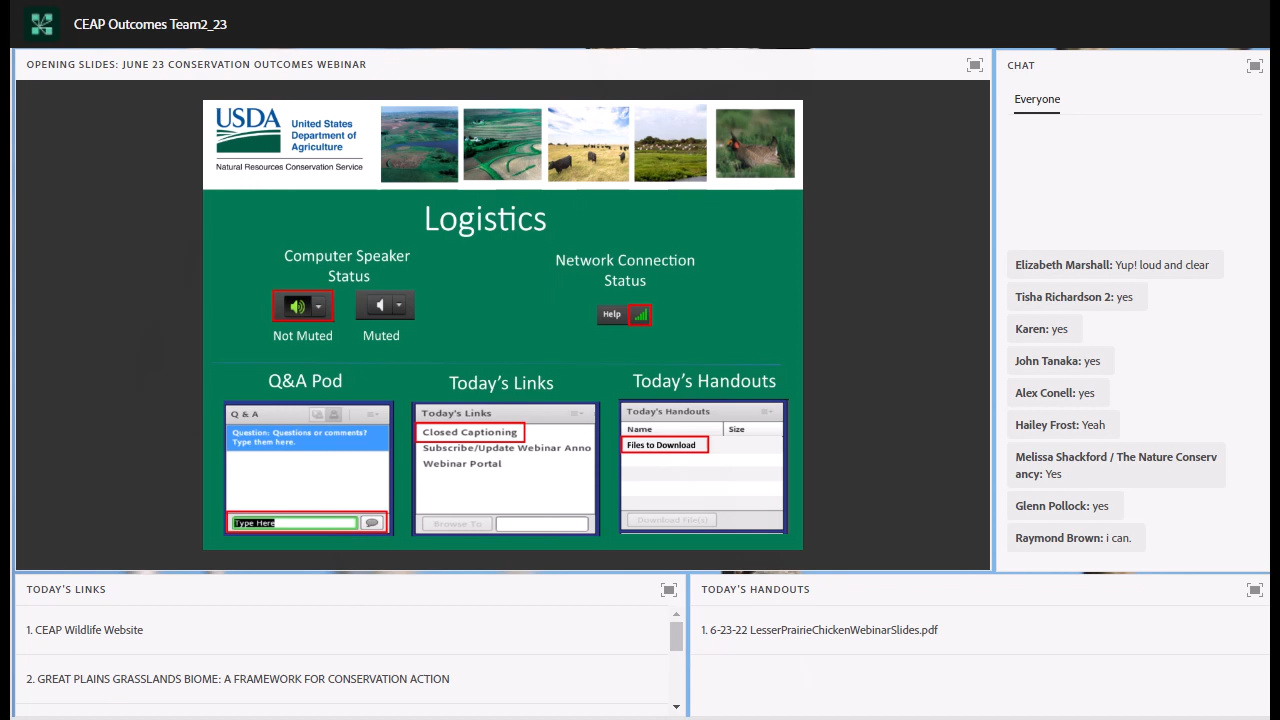 CEAP Outcomes Team2_23
OPENING SLIDES: JUNE 23 CONSERVATION OUTCOMES WEBINAR
USDA
United States
Department of
Agriculture
Natural Resources Conservation Service
Logistics
Computer Speaker
Status
Not Muted
Muted
Network Connection
Status
Help
Q&A Pod
Q & A
Question: Questions or comments?
Type them here.
Type Here
Today's Links
Today's Links
Closed Captioning
Subscribe/Update Webinar Anno
Webinar Portal
Browse To
Today's Handouts
Today's Handouts
Name Size
Files to Download
Download File(s)
CHAT
Everyone
Elizabeth Marshall: Yup! loud and clear
Tisha Richardson 2: yes
Karen: yes
John Tanaka: yes
Alex Conell: yes
Hailey Frost: Yeah
Melissa Shackford / The Nature Conserv
ancy: Yes
Glenn Pollock: yes
Raymond Brown: i can.
TODAY'S LINKS
1. CEAP Wildlife Website
2. GREAT PLAINS GRASSLANDS BIOME: A FRAMEWORK FOR CONSERVATION ACTION
TODAY'S HANDOUTS
1. 6-23-22 LesserPrairieChickenWebinarSlides.pdf